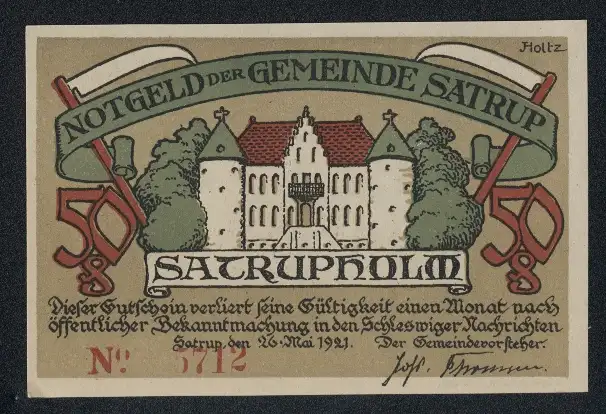 Holtz
NOTGELD DER GEMEINDE SATRUP
50 50
SATRUPHOLM
Dieser Gutschein verliert seine Gültigkeit einen Monat nach
öffentlicher Bekanntmachung in den Schleswiger Nachrichten
Satrup, den 26. Mai 1921. Der Gemeindevorsteher:
No 5712
Joh.